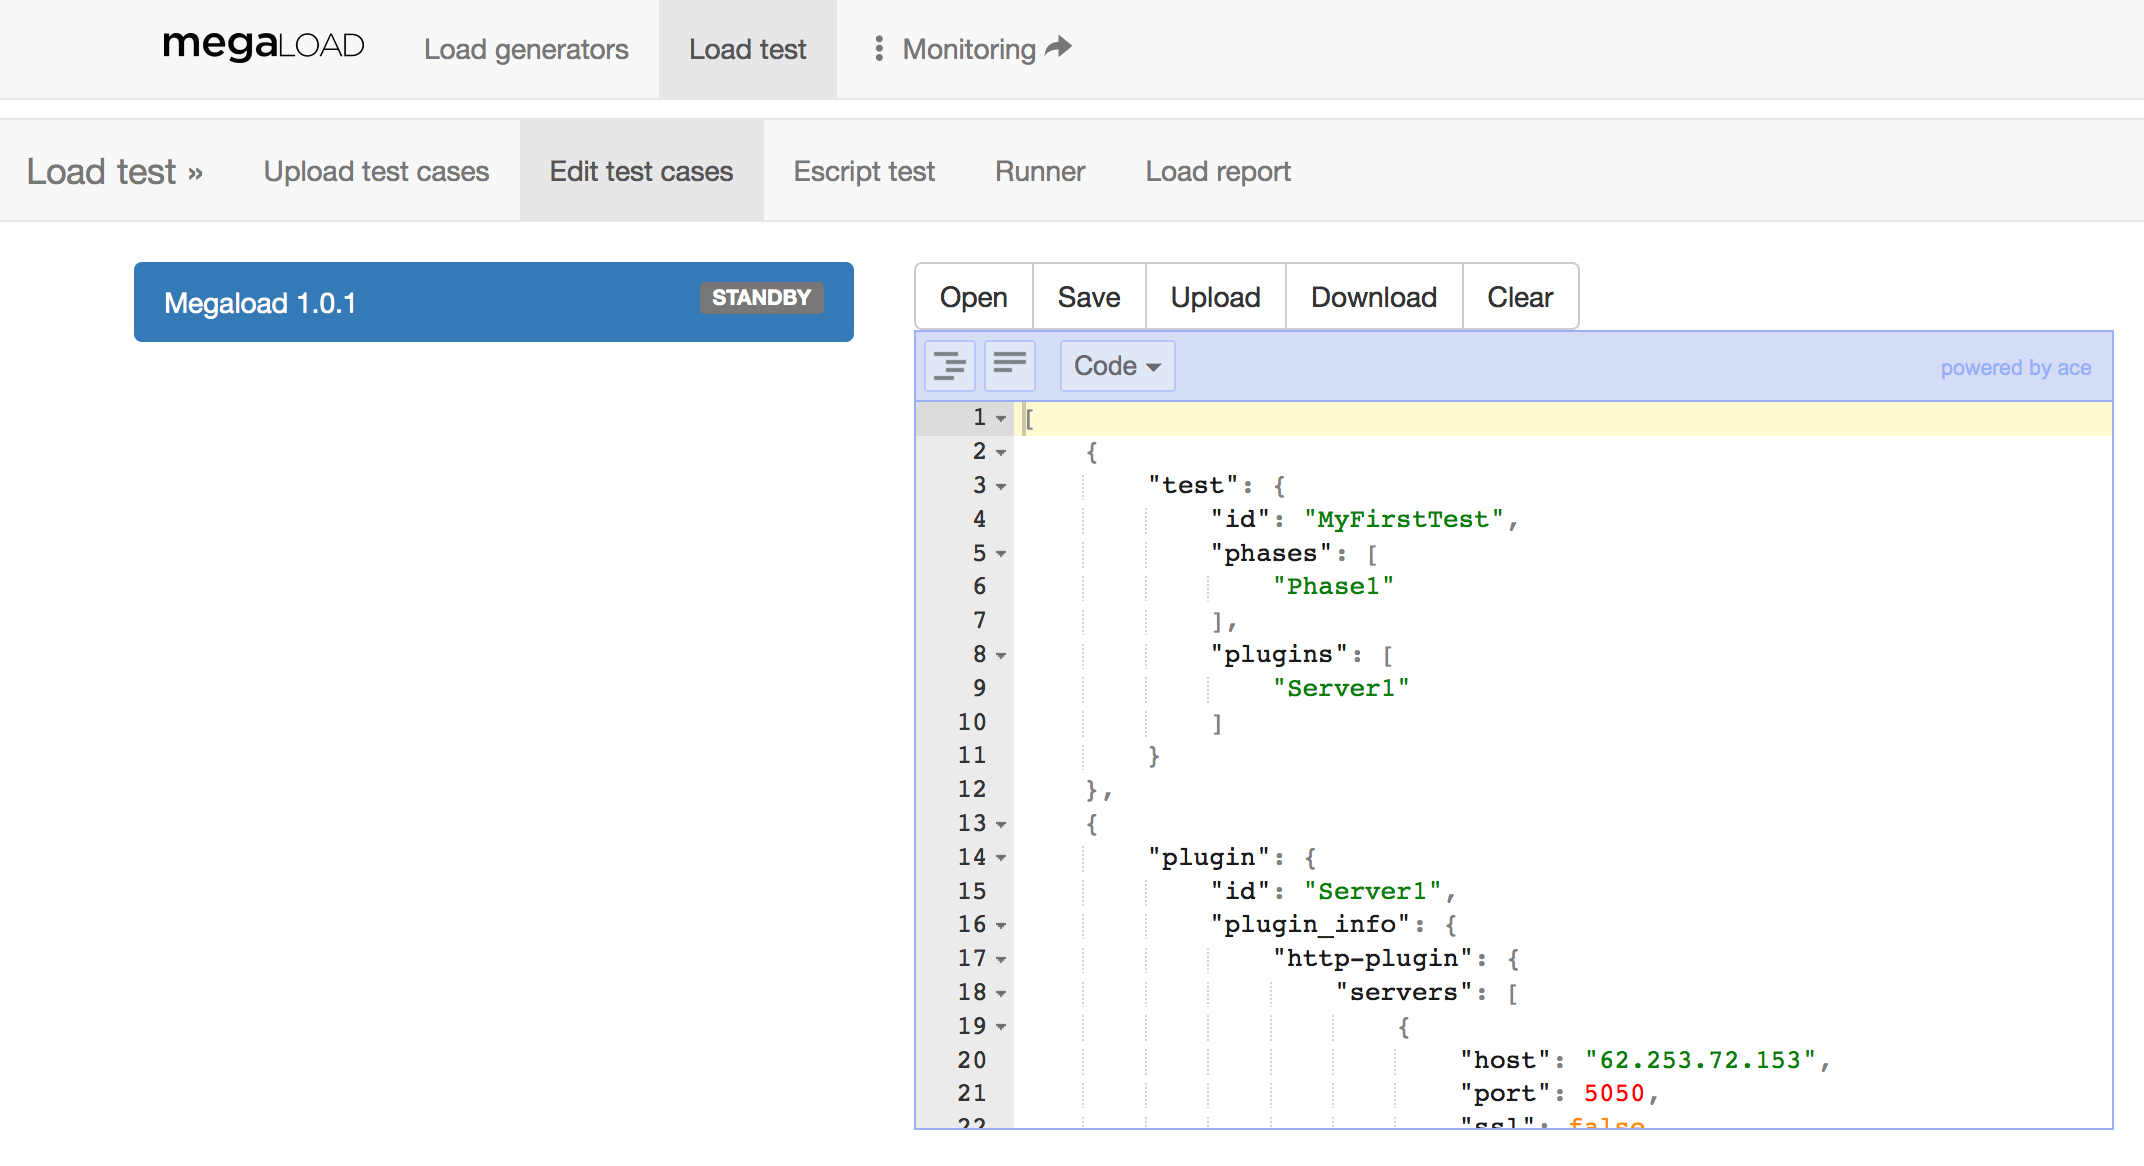 megaLOAD Load generators Load test Monitoring
Load test » Upload test cases Edit test cases Escript test Runner Load report
Megaload 1.0.1 STANDBY
Open Save Upload Download Clear
Code powered by ace
1 [
2 {
3 "test": {
4 "id": "MyFirstTest",
5 "phases": [
6 "Phase1"
7 ],
8 "plugins": [
9 "Server1"
10 ]
11 }
12 },
13 {
14 "plugin": {
15 "id": "Server1",
16 "plugin_info": {
17 "http-plugin": {
18 "servers": [
19 {
20 "host": "62.253.72.153",
21 "port": 5050,
22 "ssl": false